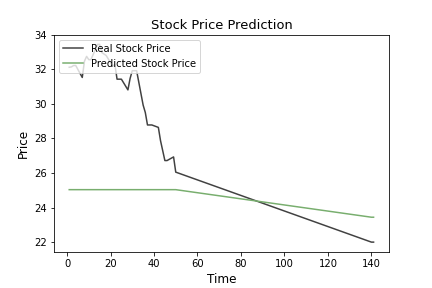 Stock Price Prediction
Real Stock Price
Predicted Stock Price
Price
34
32
30
28
26
24
22
0 20 40 60 80 100 120 140
Time